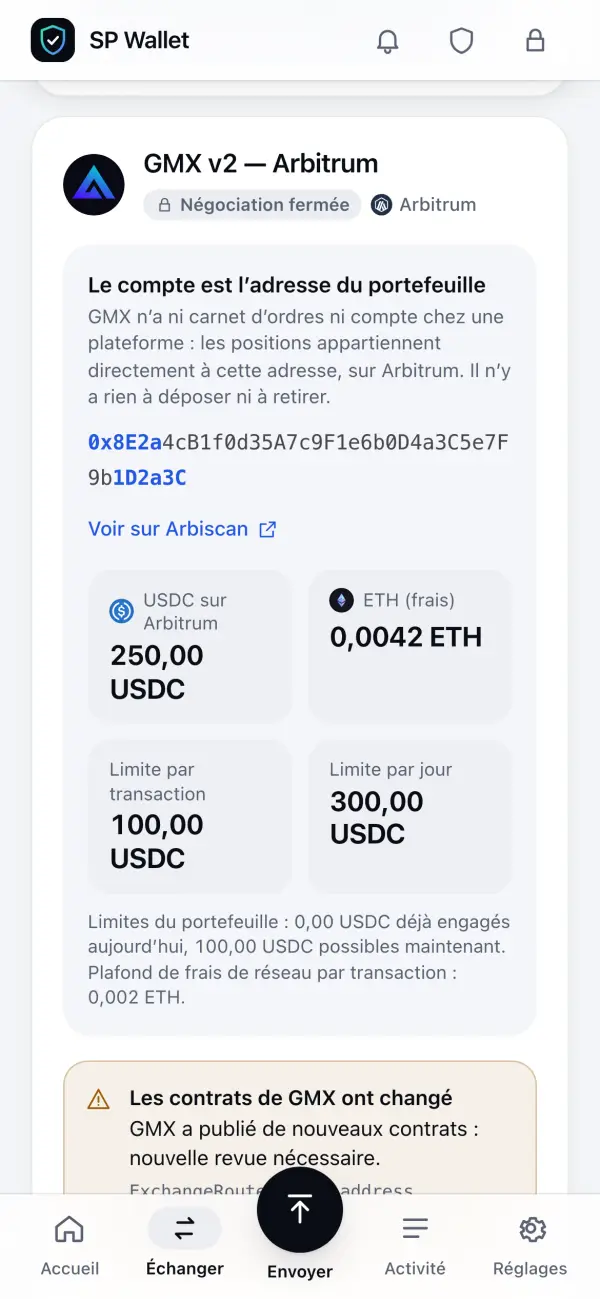 SP Wallet
GMX v2 — Arbitrum
Négociation fermée
Arbitrum
Le compte est l’adresse du portefeuille
GMX n’a ni carnet d’ordres ni compte chez une
plateforme : les positions appartiennent
directement à cette adresse, sur Arbitrum. Il n’y
a rien à déposer ni à retirer.
0x8E2a4cB1f0d35A7c9F1e6b0D4a3C5e7F
9b1D2a3C
Voir sur Arbiscan
USDC sur
Arbitrum
250,00
USDC
ETH (frais)
0,0042 ETH
Limite par
transaction
100,00
USDC
Limite par jour
300,00
USDC
Limites du portefeuille : 0,00 USDC déjà engagés
aujourd’hui, 100,00 USDC possibles maintenant.
Plafond de frais de réseau par transaction :
0,002 ETH.
Les contrats de GMX ont changé
GMX a publié de nouveaux contrats :
nouvelle revue nécessaire.
address
Accueil
Échanger
Envoyer
Activité
Réglages